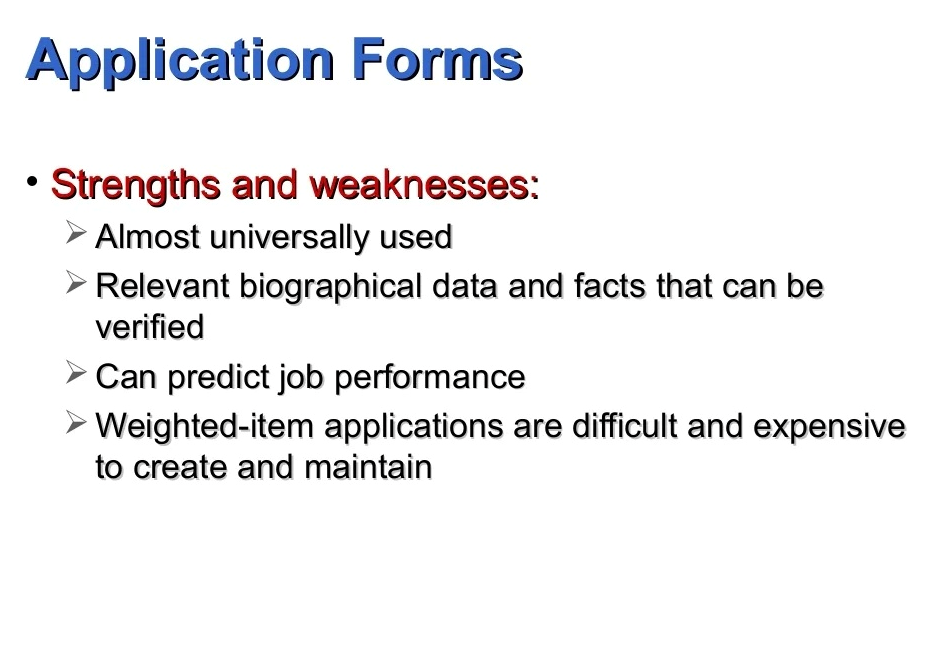 Application Forms
• Strengths and weaknesses:
➢ Almost universally used
➢ Relevant biographical data and facts that can be
verified
➢ Can predict job performance
➢ Weighted-item applications are difficult and expensive
to create and maintain